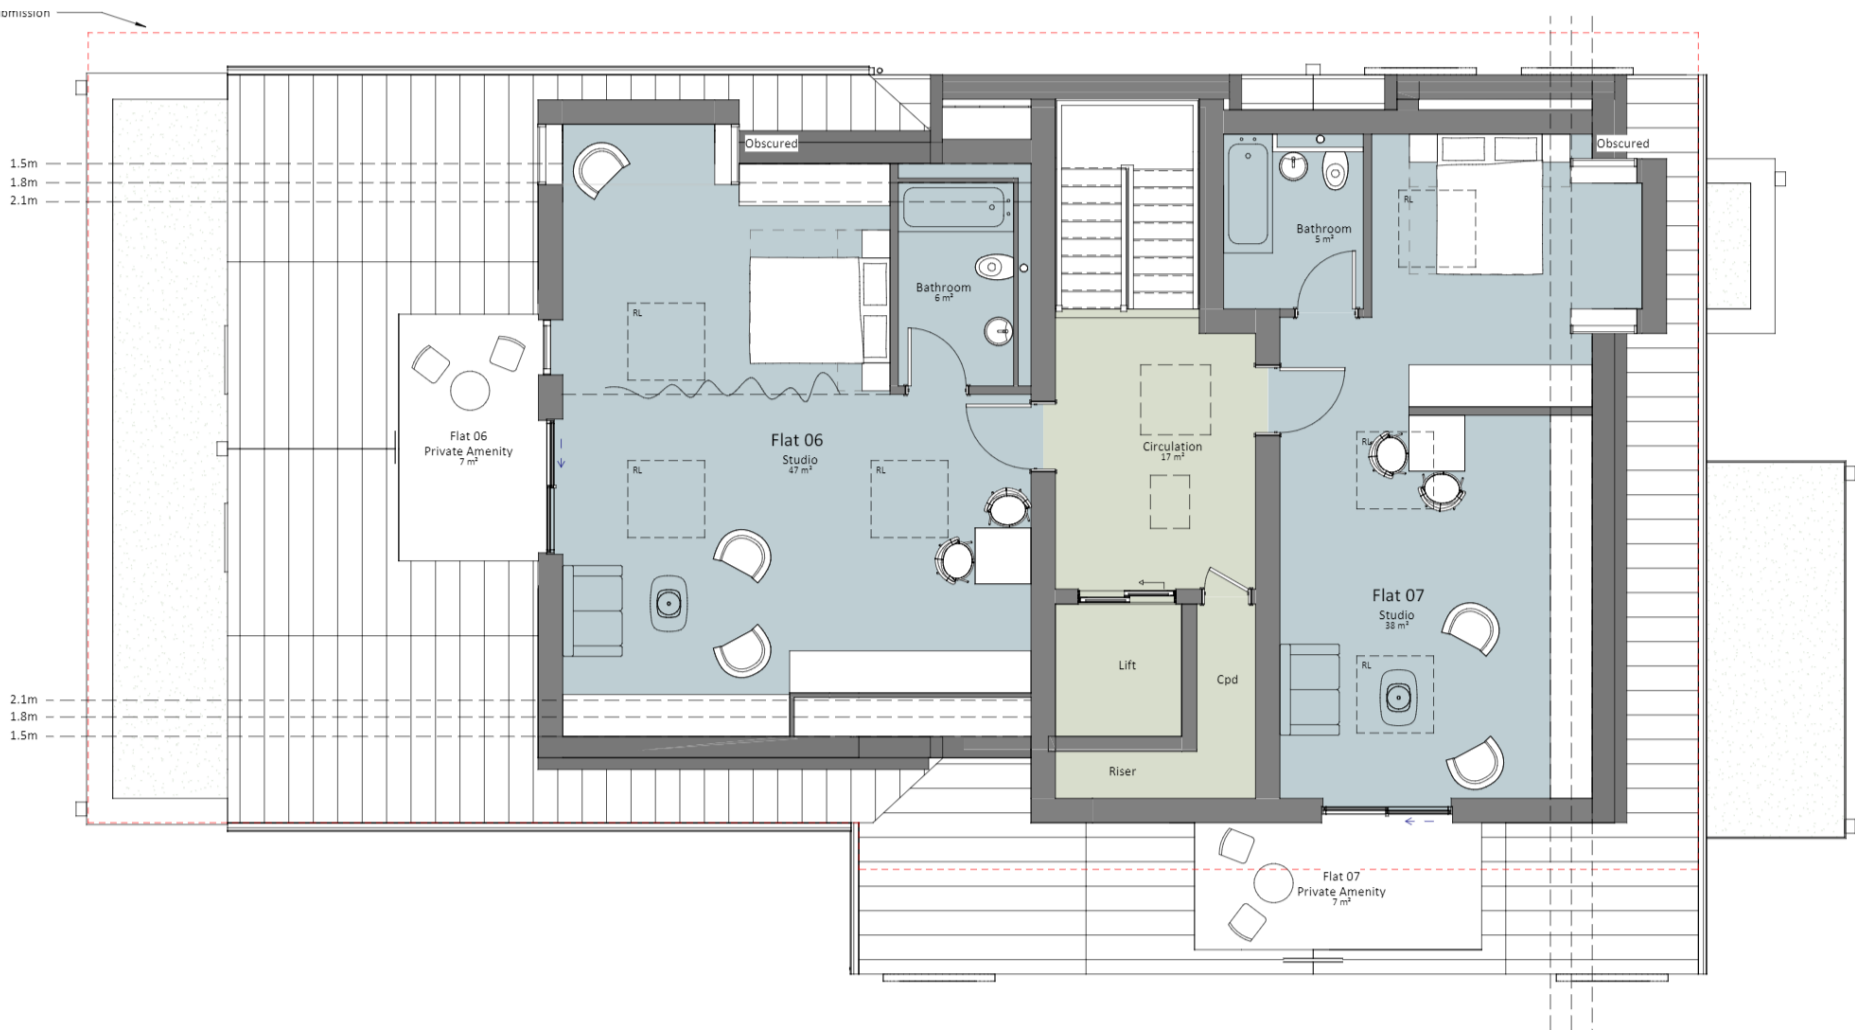 Obscured
Obscured
1.5m
1.8m
2.1m
RL
Bathroom
5 m²
RL
Bathroom
6 m²
Flat 06
Private Amenity
7 m²
Flat 06
Studio
47 m²
RL
RL
Circulation
17 m²
RL
Flat 07
Studio
38 m²
Lift
Cpd
RL
2.1m
1.8m
1.5m
Riser
Flat 07
Private Amenity
7 m²